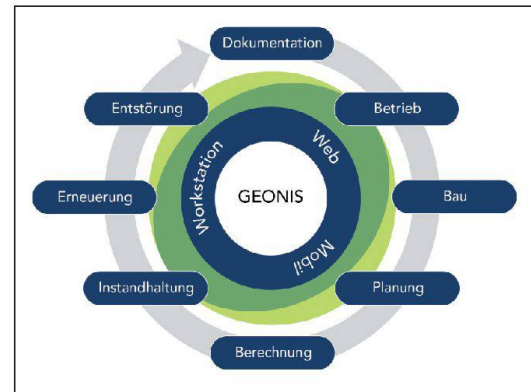 Dokumentation
Betrieb
Bau
Planung
Berechnung
Instandhaltung
Erneuerung
Entstörung
Workstation
Web
Mobil
GEONIS